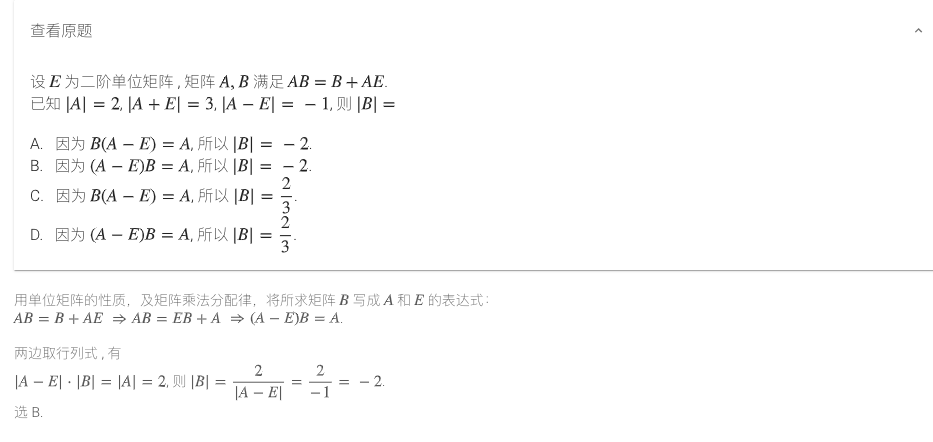 查看原题
设 E 为二阶单位矩阵 , 矩阵 A, B 满足 AB = B + AE.
已知 |A| = 2, |A + E| = 3, |A − E| = − 1, 则 |B| =
A. 因为 B(A − E) = A, 所以 |B| = − 2.
B. 因为 (A − E)B = A, 所以 |B| = − 2.
C. 因为 B(A − E) = A, 所以 |B| = \frac{2}{3}.
D. 因为 (A − E)B = A, 所以 |B| = \frac{2}{3}.
用单位矩阵的性质，及矩阵乘法分配律，将所求矩阵 B 写成 A 和 E 的表达式：
AB = B + AE ⇒ AB = EB + A ⇒ (A − E)B = A.
两边取行列式 , 有
|A − E| · |B| = |A| = 2, 则 |B| = \frac{2}{|A − E|} = \frac{2}{−1} = − 2.
选 B.